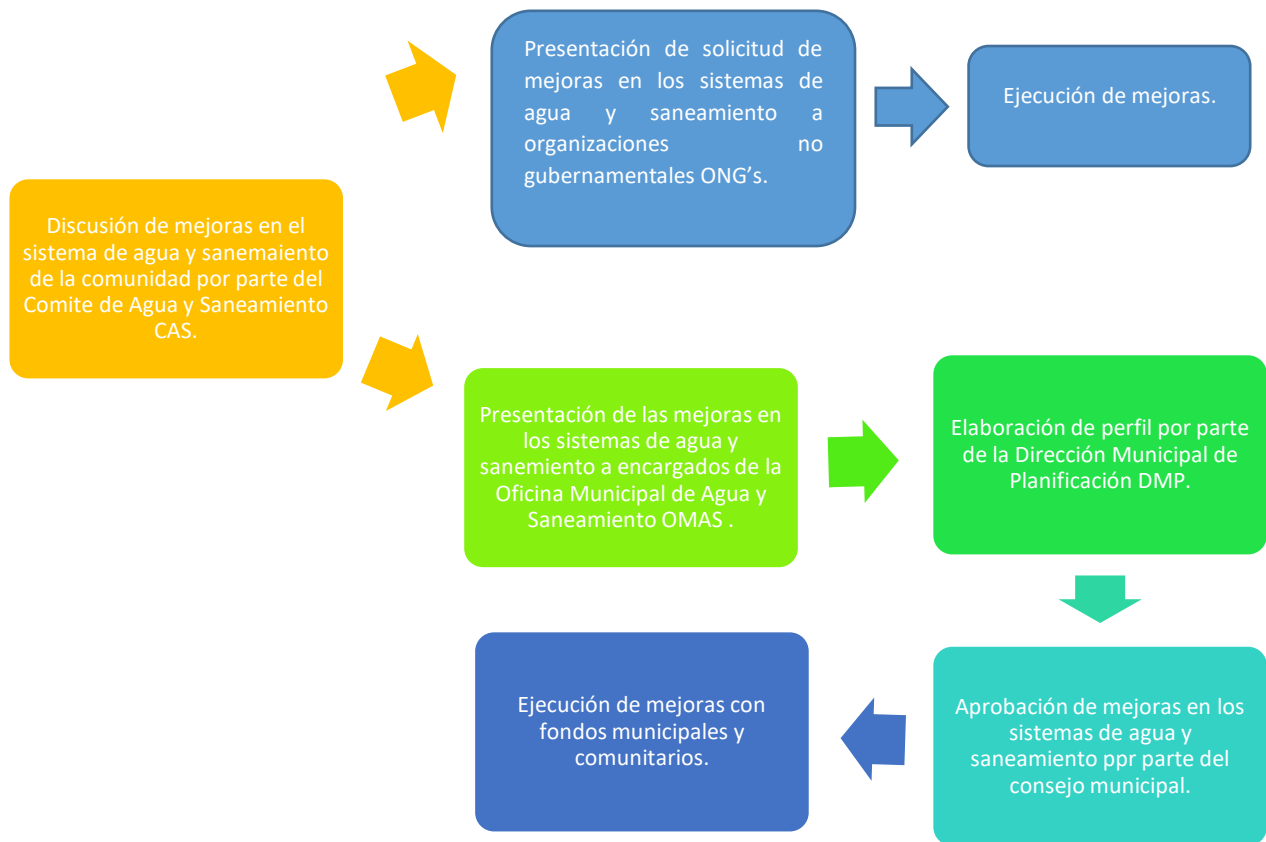 Presentación de solicitud de
mejoras en los sistemas de
agua y saneamiento a
organizaciones no
gubernamentales ONG’s.
Ejecución de mejoras.
Discusión de mejoras en el
sistema de agua y sanemaiento
de la comunidad por parte del
Comite de Agua y Saneamiento
CAS.
Presentación de las mejoras en
los sistemas de agua y
sanemiento a encargados de la
Oficina Municipal de Agua y
Saneamiento OMAS .
Elaboración de perfil por parte
de la Dirección Municipal de
Planificación DMP.
Aprobación de mejoras en los
sistemas de agua y
saneamiento ppr parte del
consejo municipal.
Ejecución de mejoras con
fondos municipales y
comunitarios.